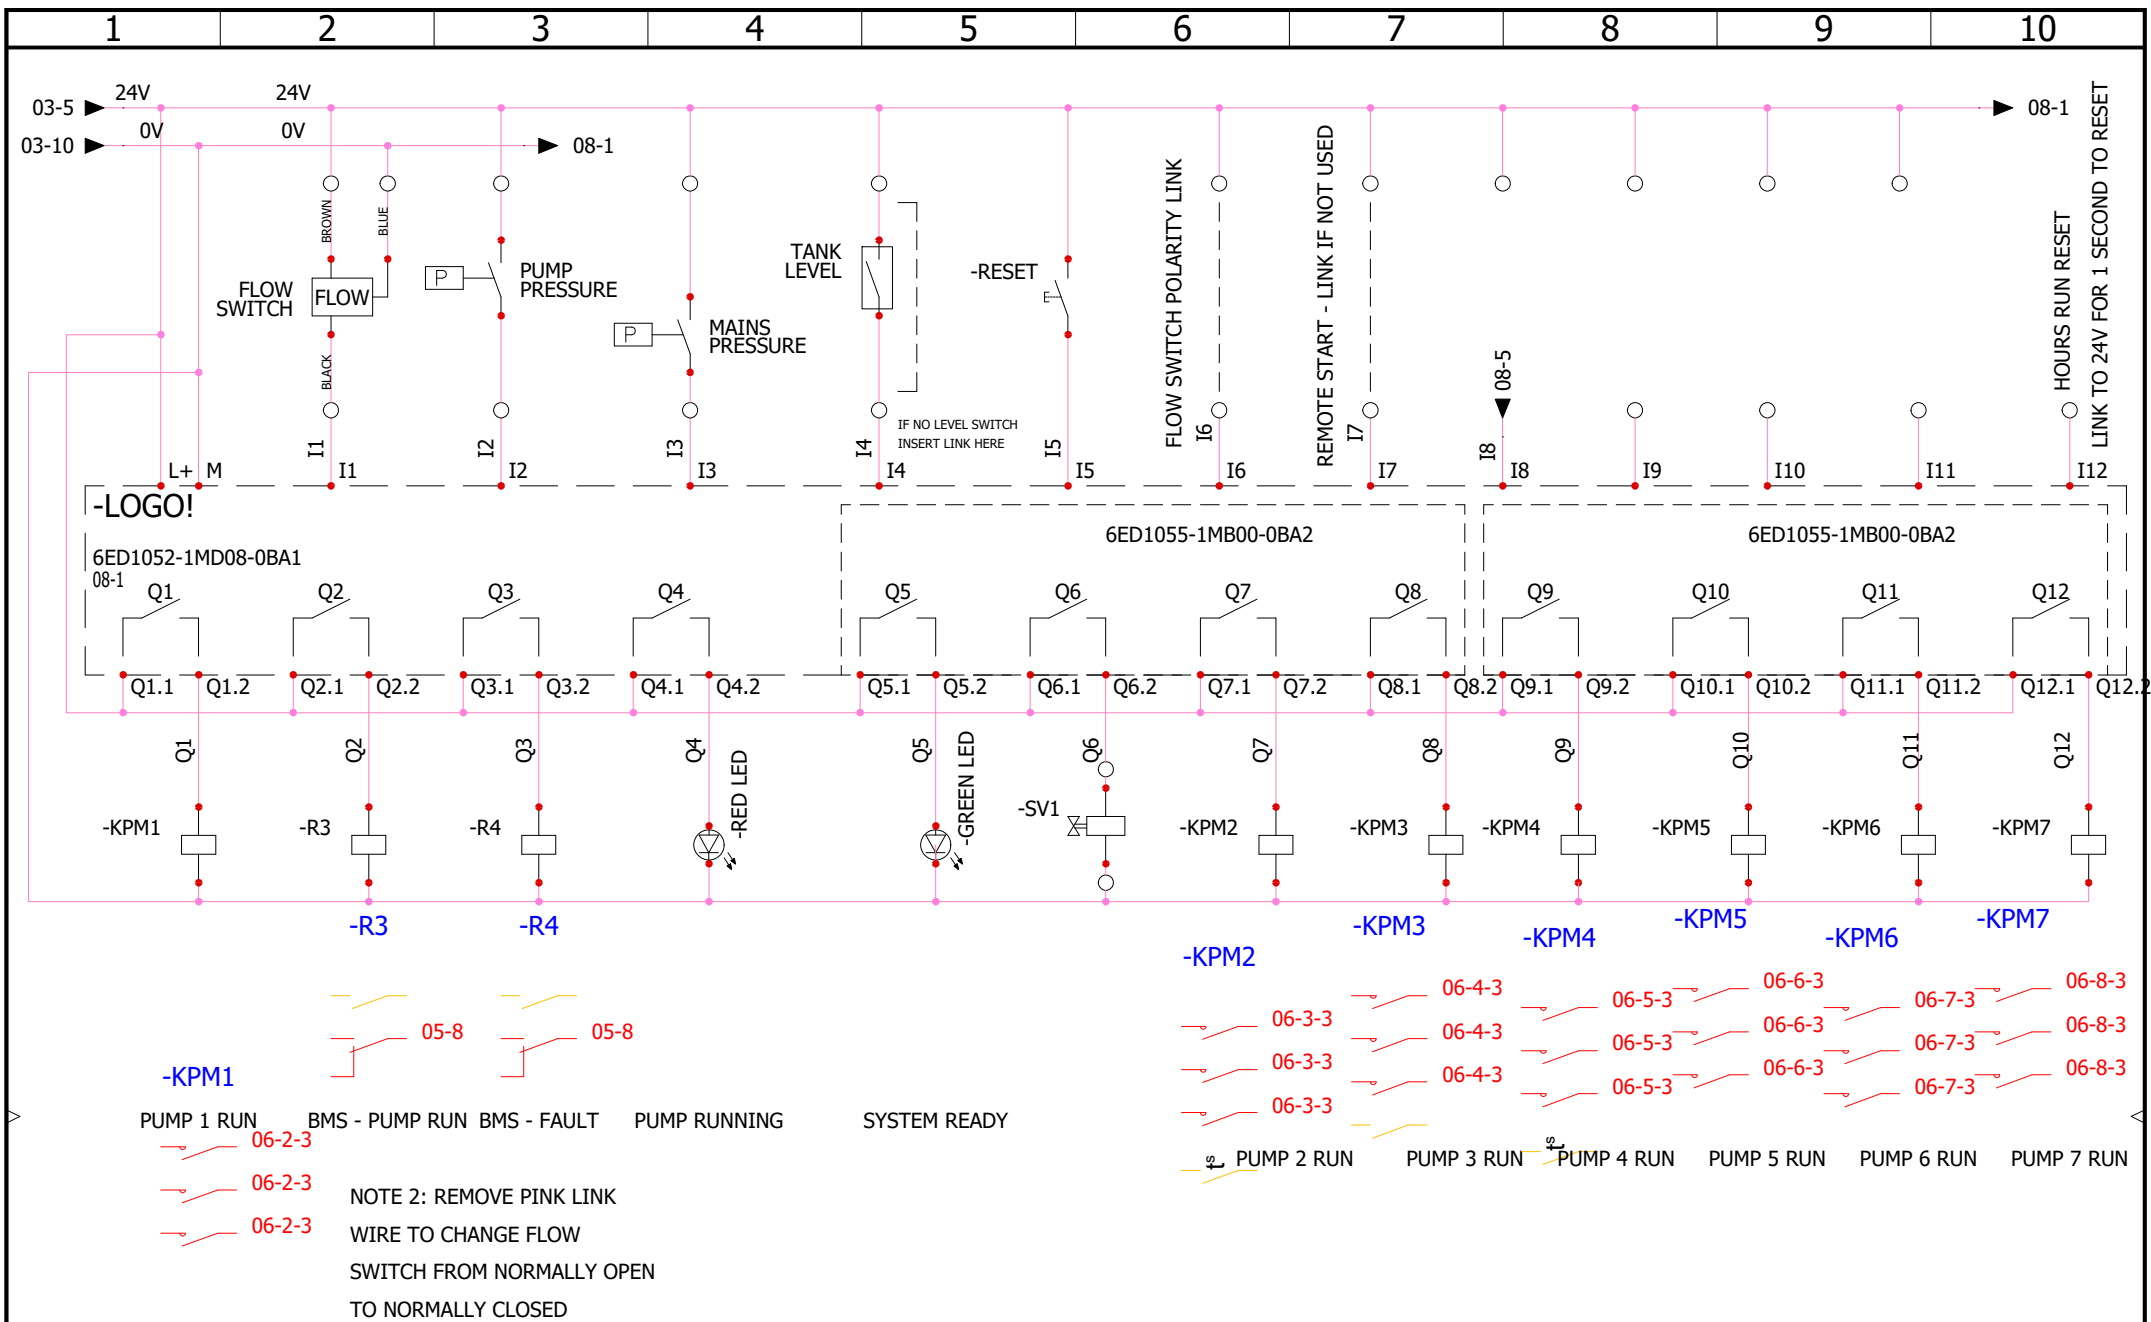 1 2 3 4 5 6 7 8 9 10
03-5 24V 24V 08-1
03-10 0V 0V 08-1
BROWN
BLUE
FLOW
SWITCH
FLOW
BLACK
P
PUMP
PRESSURE
P
MAINS
PRESSURE
TANK
LEVEL
IF NO LEVEL SWITCH
INSERT LINK HERE
-RESET
FLOW SWITCH POLARITY LINK
REMOTE START - LINK IF NOT USED
08-5
HOURS RUN RESET
LINK TO 24V FOR 1 SECOND TO RESET
I1 I2 I3 I4 I5 I6 I7 I8
L+ M I1 I2 I3 I4 I5 I6 I7 I8 I9 I10 I11 I12
-LOGO!
6ED1052-1MD08-0BA1
08-1
6ED1055-1MB00-0BA2
6ED1055-1MB00-0BA2
Q1 Q2 Q3 Q4 Q5 Q6 Q7 Q8 Q9 Q10 Q11 Q12
Q1.1 Q1.2 Q2.1 Q2.2 Q3.1 Q3.2 Q4.1 Q4.2 Q5.1 Q5.2 Q6.1 Q6.2 Q7.1 Q7.2 Q8.1 Q8.2 Q9.1 Q9.2 Q10.1 Q10.2 Q11.1 Q11.2 Q12.1 Q12.2
Q1 Q2 Q3 Q4 Q5 Q6 Q7 Q8 Q9 Q10 Q11 Q12
-KPM1 -R3 -R4 -RED LED -GREEN LED -SV1 -KPM2 -KPM3 -KPM4 -KPM5 -KPM6 -KPM7
-R3 -R4 -KPM2 -KPM3 -KPM4 -KPM5 -KPM6 -KPM7
05-8 05-8
-KPM1
06-3-3 06-4-3 06-5-3 06-6-3 06-7-3 06-8-3
06-3-3 06-4-3 06-5-3 06-6-3 06-7-3 06-8-3
06-3-3 06-4-3 06-5-3 06-6-3 06-7-3 06-8-3
PUMP 1 RUN BMS - PUMP RUN BMS - FAULT PUMP RUNNING SYSTEM READY
ts PUMP 2 RUN PUMP 3 RUN ts PUMP 4 RUN PUMP 5 RUN PUMP 6 RUN PUMP 7 RUN
06-2-3
06-2-3
06-2-3
NOTE 2: REMOVE PINK LINK
WIRE TO CHANGE FLOW
SWITCH FROM NORMALLY OPEN
TO NORMALLY CLOSED